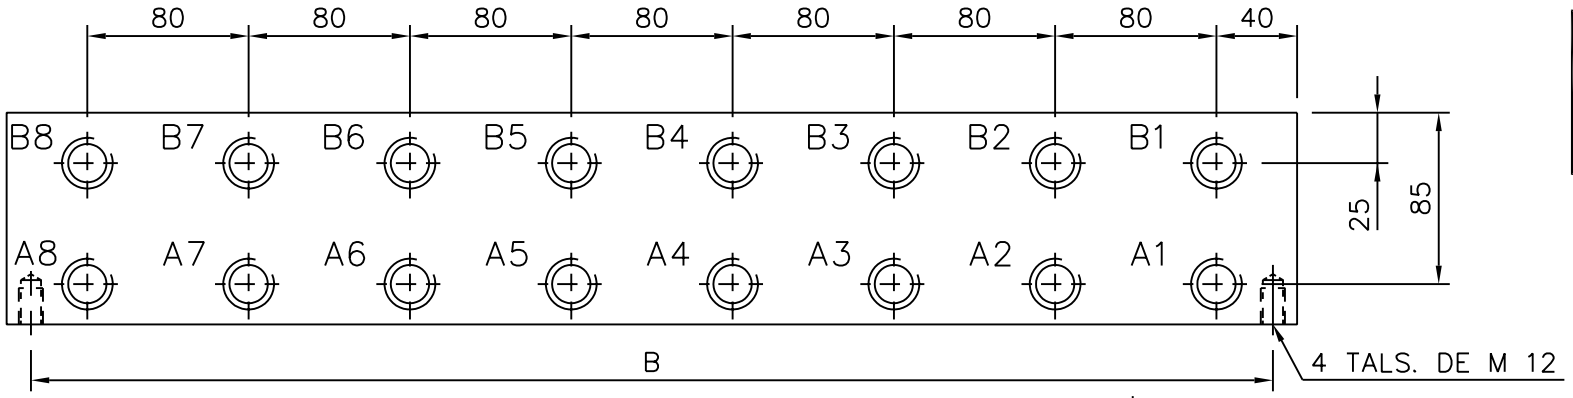 80 80 80 80 80 80 80 40
B8 B7 B6 B5 B4 B3 B2 B1
25 85
A8 A7 A6 A5 A4 A3 A2 A1
B
4 TALS. DE M 12